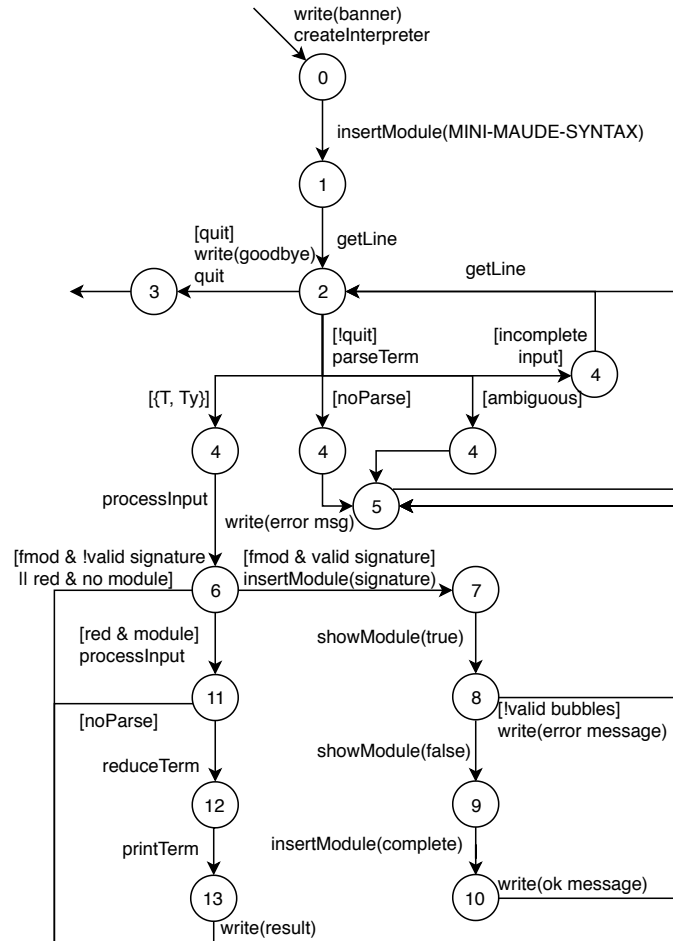 write(banner)
createInterpreter
0
insertModule(MINI-MAUDE-SYNTAX)
1
getLine
[quit]
write(goodbye)
quit
getLine
3
2
[!quit]
parseTerm
[incomplete
input]
4
[{T, Ty}]
[noParse]
[ambiguous]
4
4
4
processInput
5
write(error msg)
[fmod & !valid signature
|| red & no module]
[fmod & valid signature]
insertModule(signature)
6
7
[red & module]
processInput
showModule(true)
11
8
[noParse]
[!valid bubbles]
write(error message)
reduceTerm
showModule(false)
12
9
printTerm
insertModule(complete)
13
10
write(ok message)
write(result)